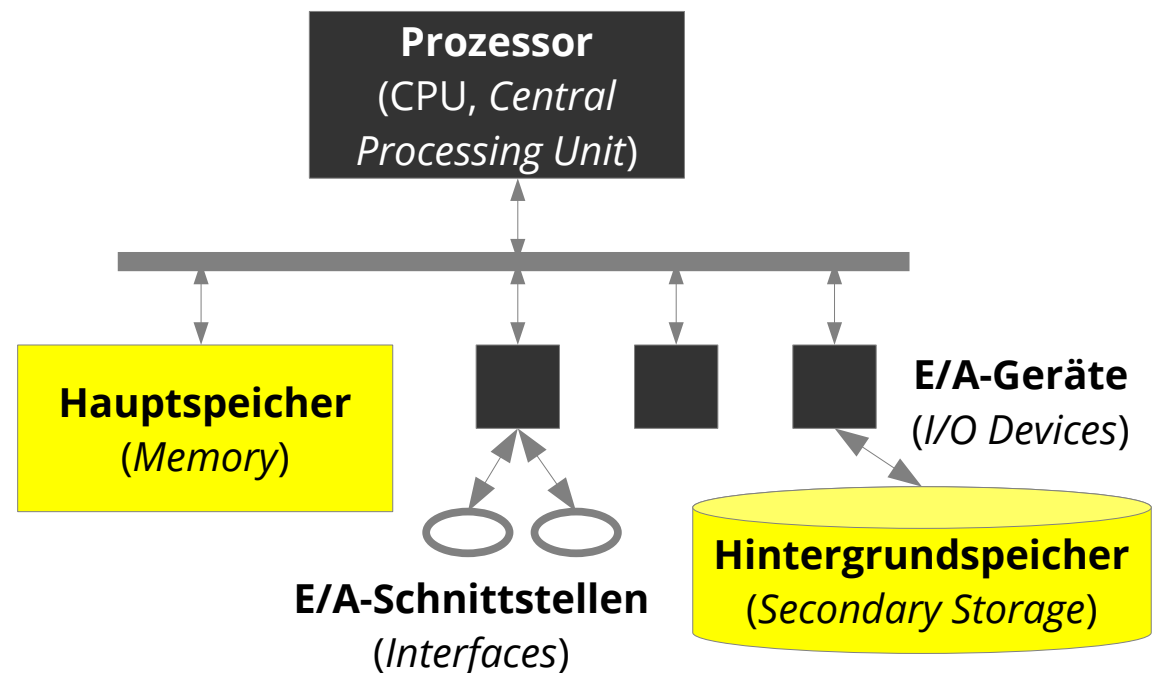 Prozessor
(CPU, Central
Processing Unit)
Hauptspeicher
(Memory)
E/A-Geräte
(I/O Devices)
Hintergrundspeicher
(Secondary Storage)
E/A-Schnittstellen
(Interfaces)